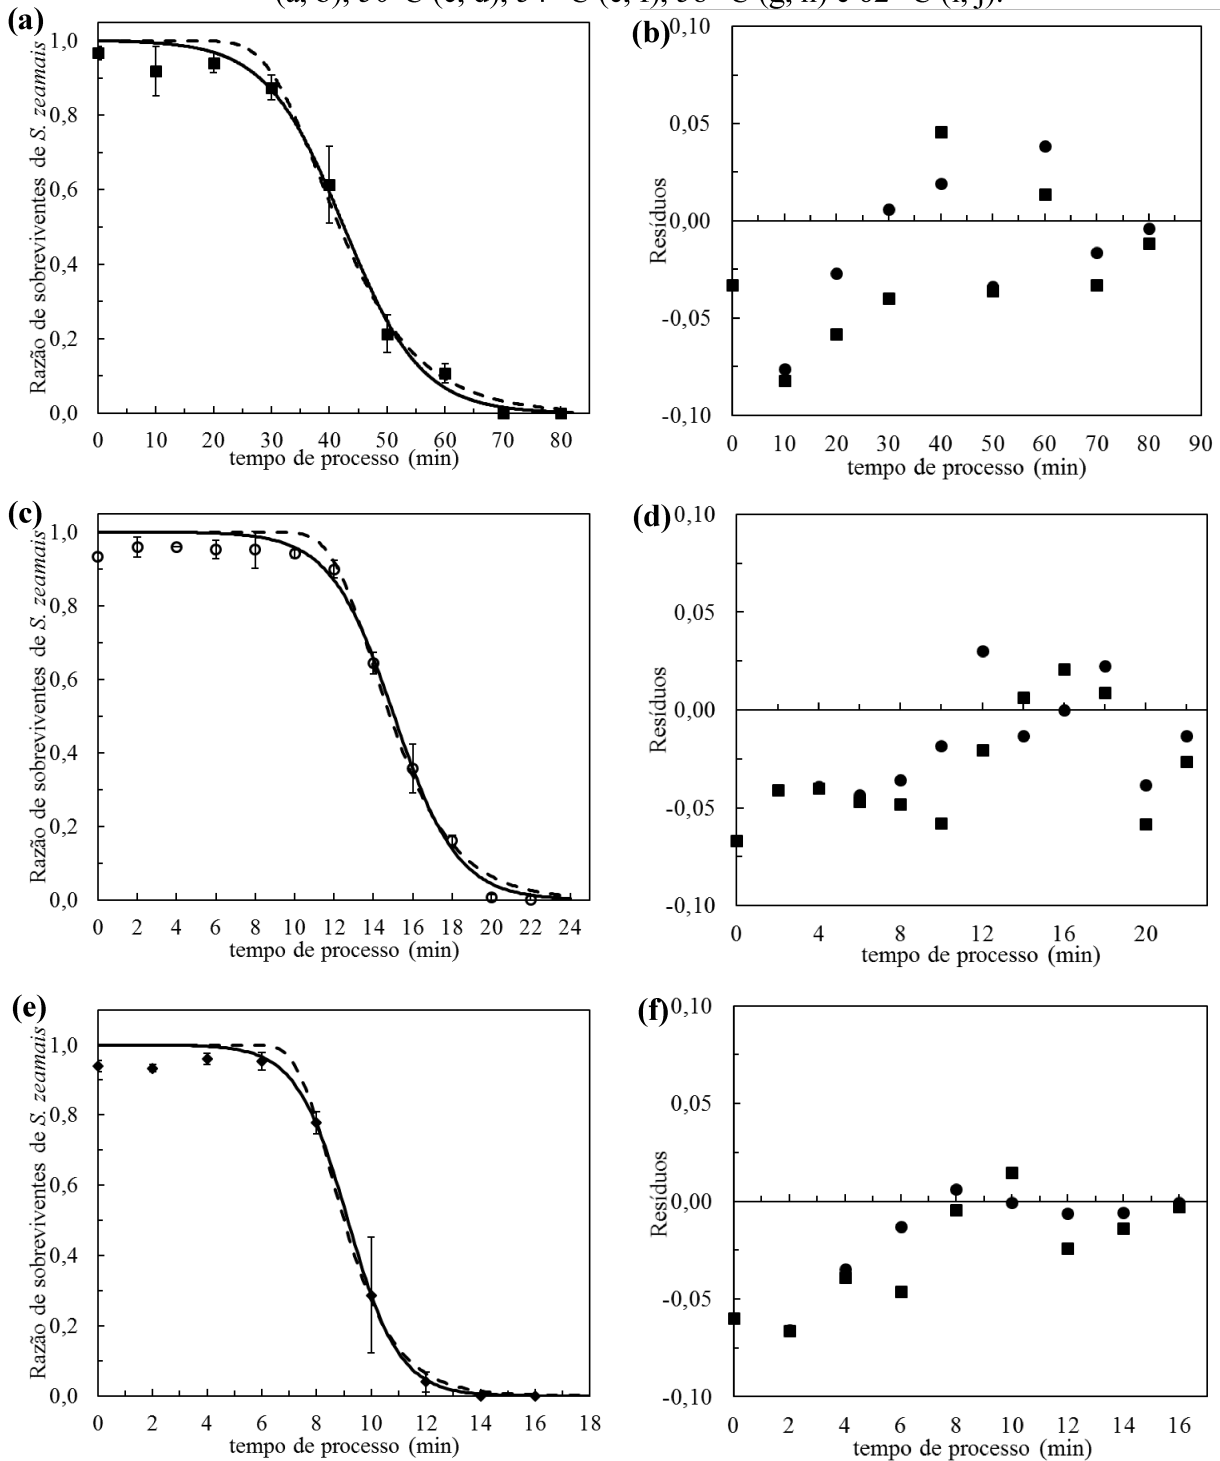 (a, b), 50 °C (c, d), 54 °C (e, f), 58 °C (g, h) e 62 °C (i, j).
(a)
Razão de sobreviventes de S. zeamais
1,0
0,8
0,6
0,4
0,2
0,0
0 10 20 30 40 50 60 70 80
tempo de processo (min)
(b)
Resíduos
0,10
0,05
0,00
-0,05
-0,10
0 10 20 30 40 50 60 70 80 90
tempo de processo (min)
(c)
Razão de sobreviventes de S. zeamais
1,0
0,8
0,6
0,4
0,2
0,0
0 2 4 6 8 10 12 14 16 18 20 22 24
tempo de processo (min)
(d)
Resíduos
0,10
0,05
0,00
-0,05
-0,10
0 4 8 12 16 20
tempo de processo (min)
(e)
Razão de sobreviventes de S. zeamais
1,0
0,8
0,6
0,4
0,2
0,0
0 2 4 6 8 10 12 14 16 18
tempo de processo (min)
(f)
Resíduos
0,10
0,05
0,00
-0,05
-0,10
0 2 4 6 8 10 12 14 16
tempo de processo (min)